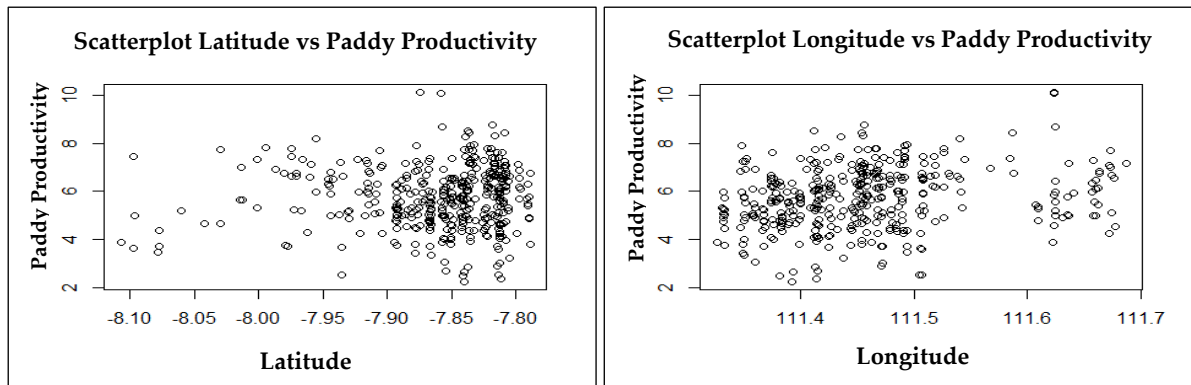 Scatterplot Latitude vs Paddy Productivity
Paddy Productivity
10
8
6
4
2
-8.10 -8.05 -8.00 -7.95 -7.90 -7.85 -7.80
Latitude
Scatterplot Longitude vs Paddy Productivity
Paddy Productivity
10
8
6
4
2
111.4 111.5 111.6 111.7
Longitude